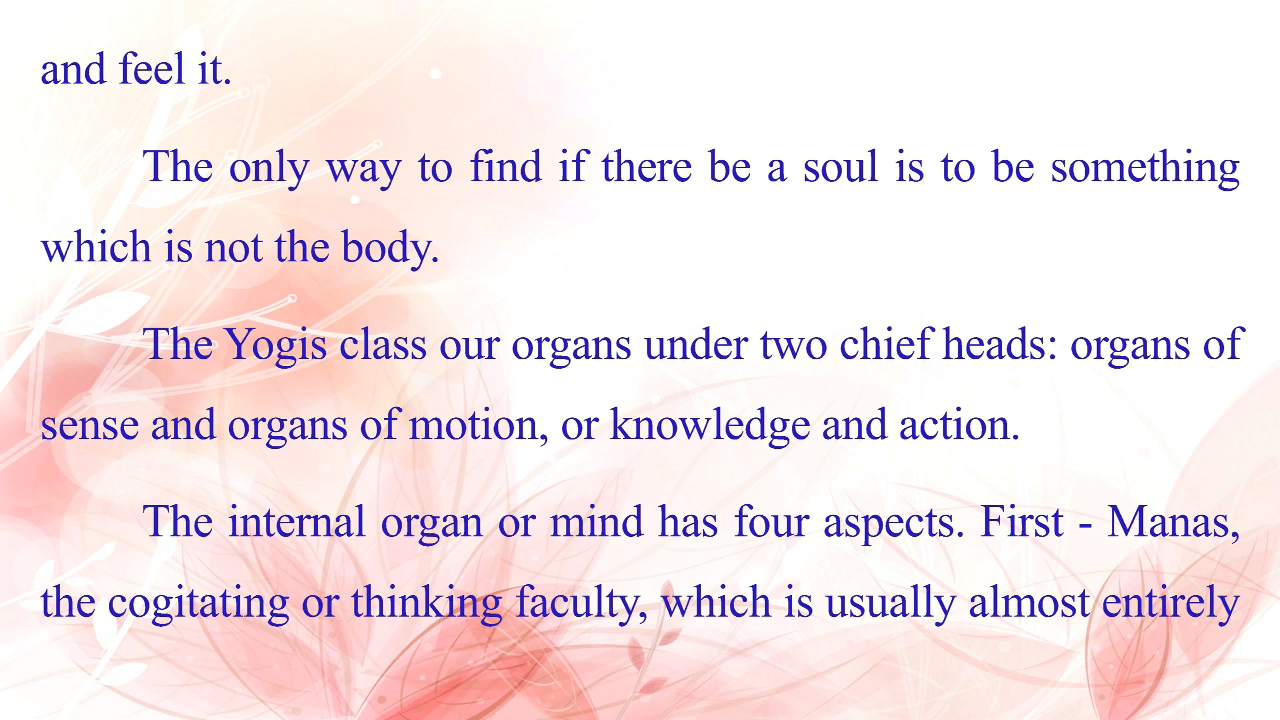 and feel it.
The only way to find if there be a soul is to be something
which is not the body.
The Yogis class our organs under two chief heads: organs of
sense and organs of motion, or knowledge and action.
The internal organ or mind has four aspects. First - Manas,
the cogitating or thinking faculty, which is usually almost entirely